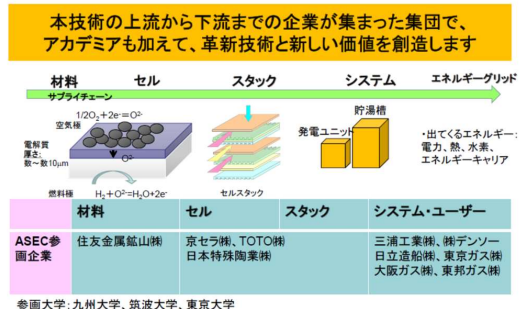 本技術の上流から下流までの企業が集まった集団で、
アカデミアも加えて、革新技術と新しい価値を創造します
材料 セル スタック システム エネルギーグリッド
サプライチェーン
1/2O₂+2e⁻=O²⁻
空気極
電解質
厚さ:
数~数10μm
O²⁻
燃料極 H₂+O²⁻=H₂O+2e⁻
セルスタック
発電ユニット
貯湯槽
・出てくるエネルギー:
電力、熱、水素、
エネルギーキャリア
材料 セル スタック システム・ユーザー
ASEC参
画企業
住友金属鉱山㈱
京セラ㈱、TOTO㈱
日本特殊陶業㈱
三浦工業㈱、㈱デンソー
日立造船㈱、東京ガス㈱
大阪ガス㈱、東邦ガス㈱
参画大学:九州大学、筑波大学、東京大学